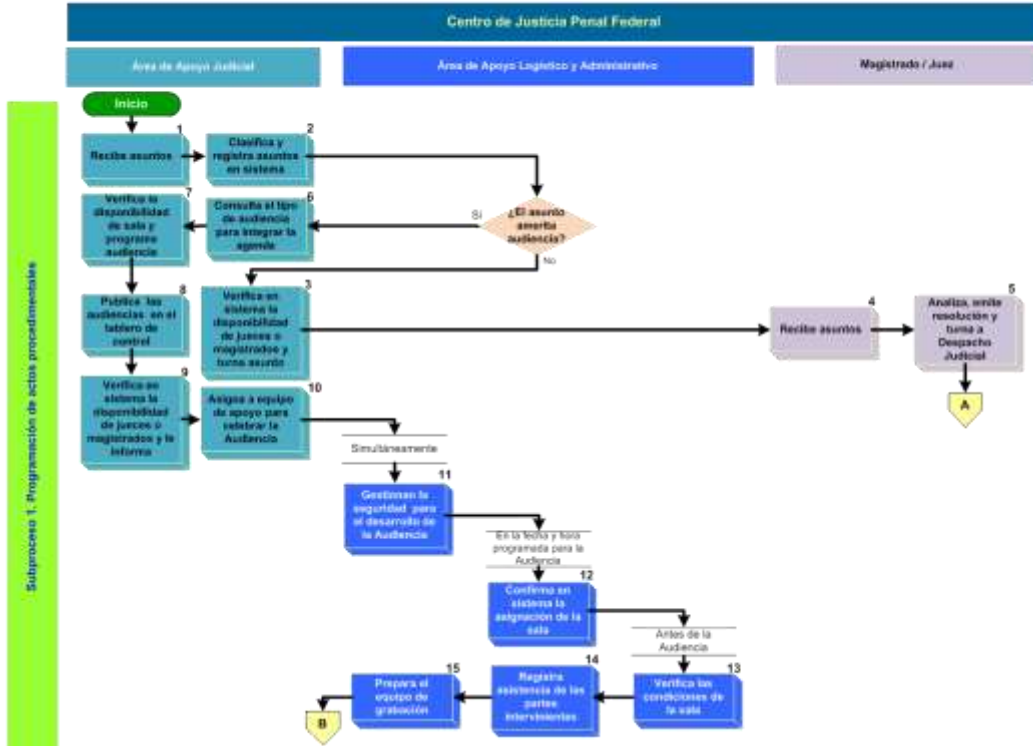 Centro de Justicia Penal Federal
Área de Apoyo Judicial
Área de Apoyo Logístico y Administrativo
Magistrado / Juez
Subproceso 1. Programación de actos procedimentales
Inicio
1
Recibe asuntos
2
Clasifica y
registra asuntos
en sistema
¿El asunto
amerita
audiencia?
Sí
No
6
Consulta el tipo
de audiencia
para integrar la
agenda
7
Verifica la
disponibilidad
de sala y
programa
audiencia
8
Publica las
audiencias en el
tablero de
control
3
Verifica en
sistema la
disponibilidad
de jueces o
magistrados y
turna asunto
4
Recibe asuntos
5
Analiza, emite
resolución y
turna a
Despacho
Judicial
A
9
Verifica en
sistema la
disponibilidad
de jueces o
magistrados y le
informa
10
Asigna a equipo
de apoyo para
celebrar la
Audiencia
Simultáneamente
11
Gestionan la
seguridad para
el desarrollo de
la Audiencia
En la fecha y hora
programada para la
Audiencia
12
Confirma en
sistema la
asignación de la
sala
Antes de la
Audiencia
13
Verifica las
condiciones de
la sala
14
Registra
asistencia de las
partes
intervinientes
15
Prepara el
equipo de
grabación
B